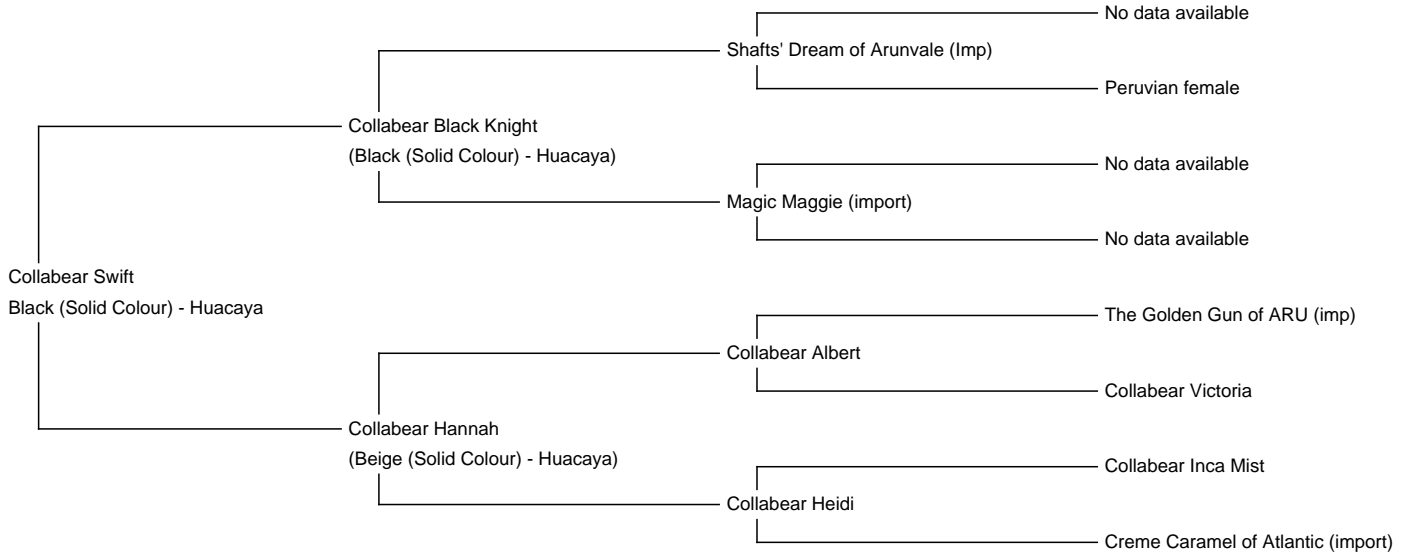 No data available
Shafts' Dream of Arunvale (Imp)
Peruvian female
Collabear Black Knight
(Black (Solid Colour) - Huacaya)
No data available
Magic Maggie (import)
No data available
Collabear Swift
Black (Solid Colour) - Huacaya
The Golden Gun of ARU (imp)
Collabear Albert
Collabear Victoria
Collabear Hannah
(Beige (Solid Colour) - Huacaya)
Collabear Inca Mist
Collabear Heidi
Creme Caramel of Atlantic (import)